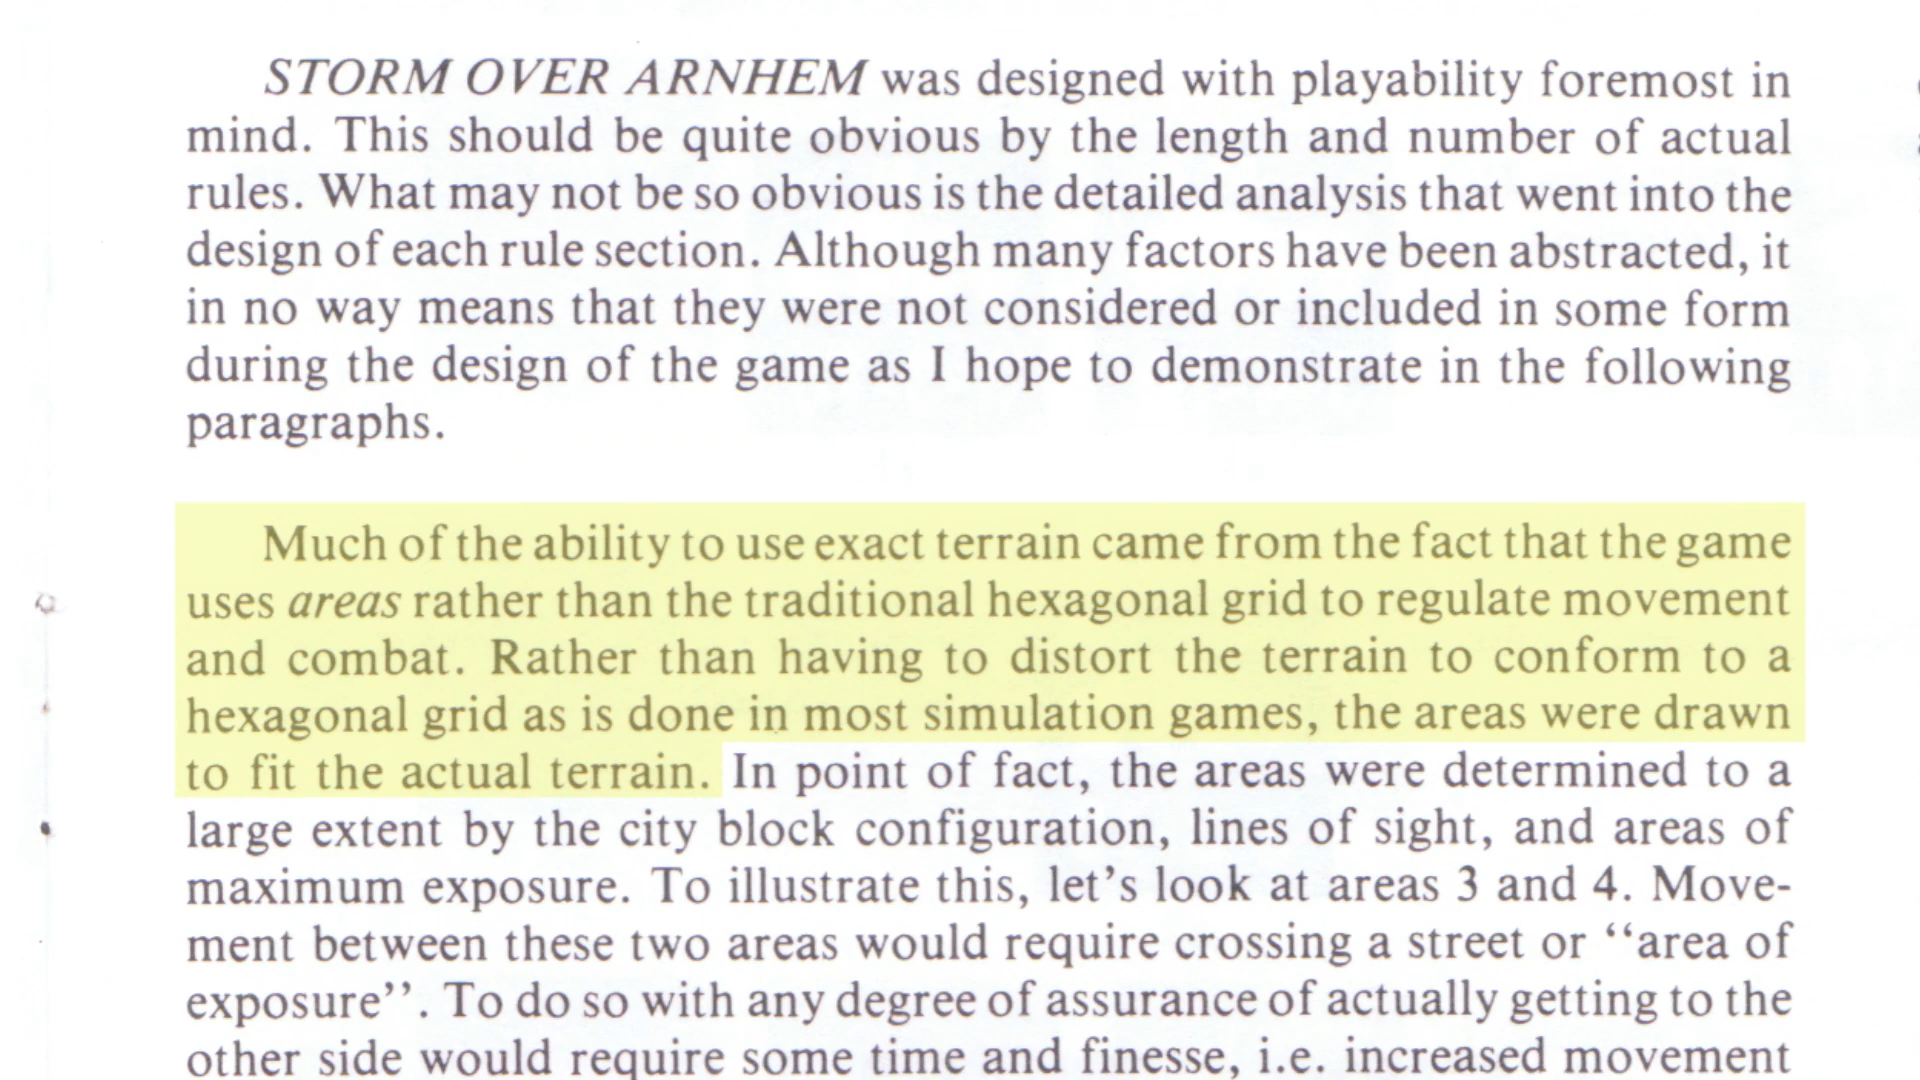 STORM OVER ARNHEM was designed with playability foremost in
mind. This should be quite obvious by the length and number of actual
rules. What may not be so obvious is the detailed analysis that went into the
design of each rule section. Although many factors have been abstracted, it
in no way means that they were not considered or included in some form
during the design of the game as I hope to demonstrate in the following
paragraphs.
Much of the ability to use exact terrain came from the fact that the game
uses areas rather than the traditional hexagonal grid to regulate movement
and combat. Rather than having to distort the terrain to conform to a
hexagonal grid as is done in most simulation games, the areas were drawn
to fit the actual terrain. In point of fact, the areas were determined to a
large extent by the city block configuration, lines of sight, and areas of
maximum exposure. To illustrate this, let’s look at areas 3 and 4. Move-
ment between these two areas would require crossing a street or ‘‘area of
exposure’’. To do so with any degree of assurance of actually getting to the
other side would require some time and finesse, i.e. increased movement